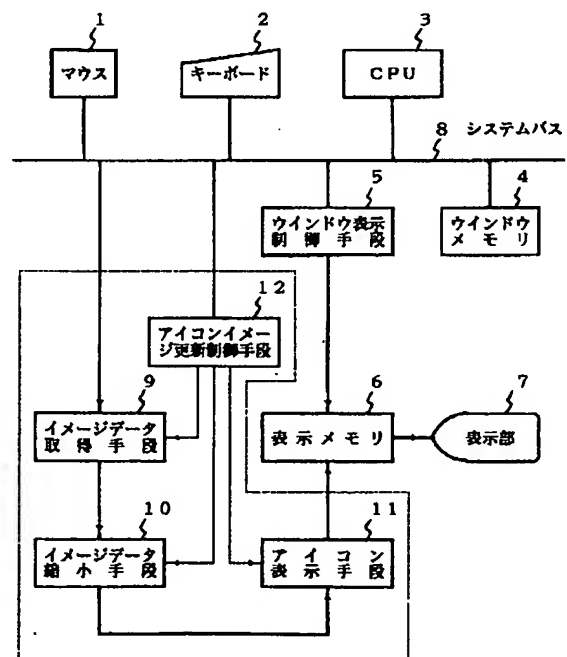 1
マウス
2
キーボード
3
CPU
8 システムバス
5
ウインドウ表示
制御手段
4
ウインドウ
メモリ
12
アイコンイメー
ジ更新制御手段
9
イメージデータ
取得手段
6
表示メモリ
7
表示部
10
イメージデータ
縮小手段
11
アイコン
表示手段